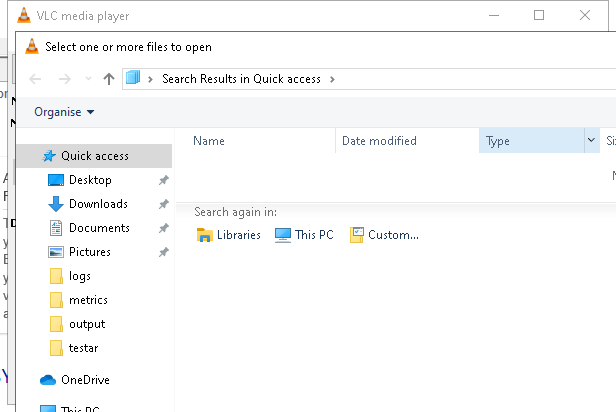 VLC media player
Select one or more files to open
Search Results in Quick access
Organise
Name Date modified Type
Quick access
Desktop
Downloads
Documents
Pictures
logs
metrics
output
testar
OneDrive
This PC
Search again in:
Libraries This PC Custom...